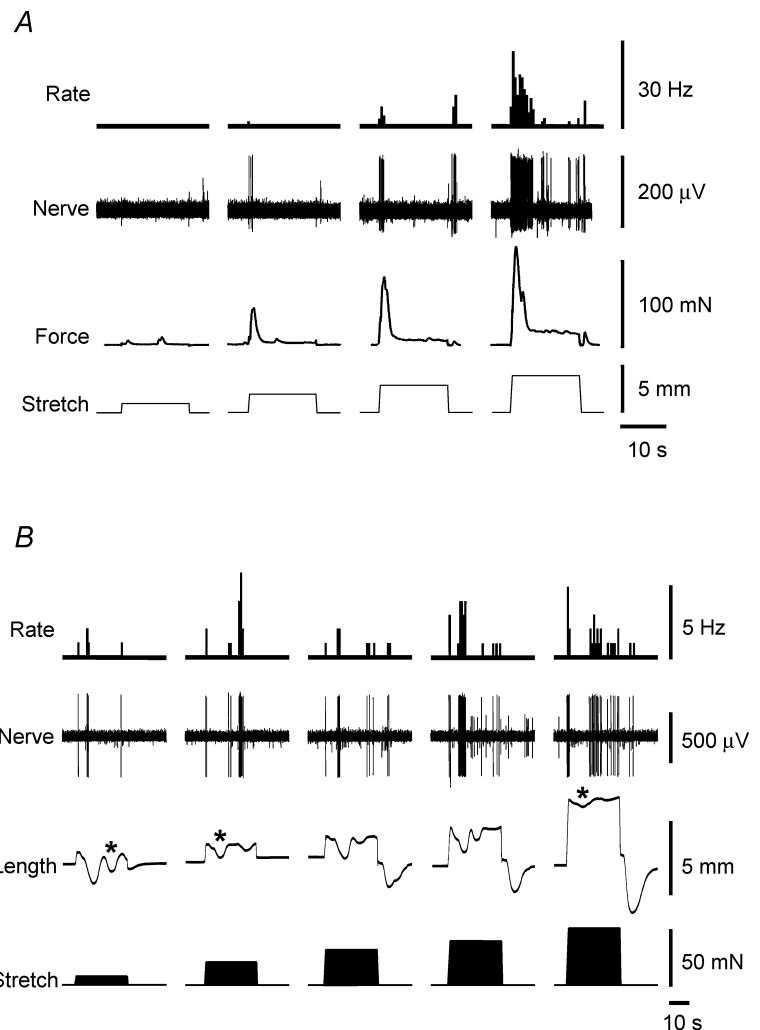 A
Rate
30 Hz
Nerve
200 µV
Force
100 mN
Stretch
5 mm
10 s
B
Rate
5 Hz
Nerve
500 µV
*
*
*
Length
5 mm
Stretch
50 mN
10 s